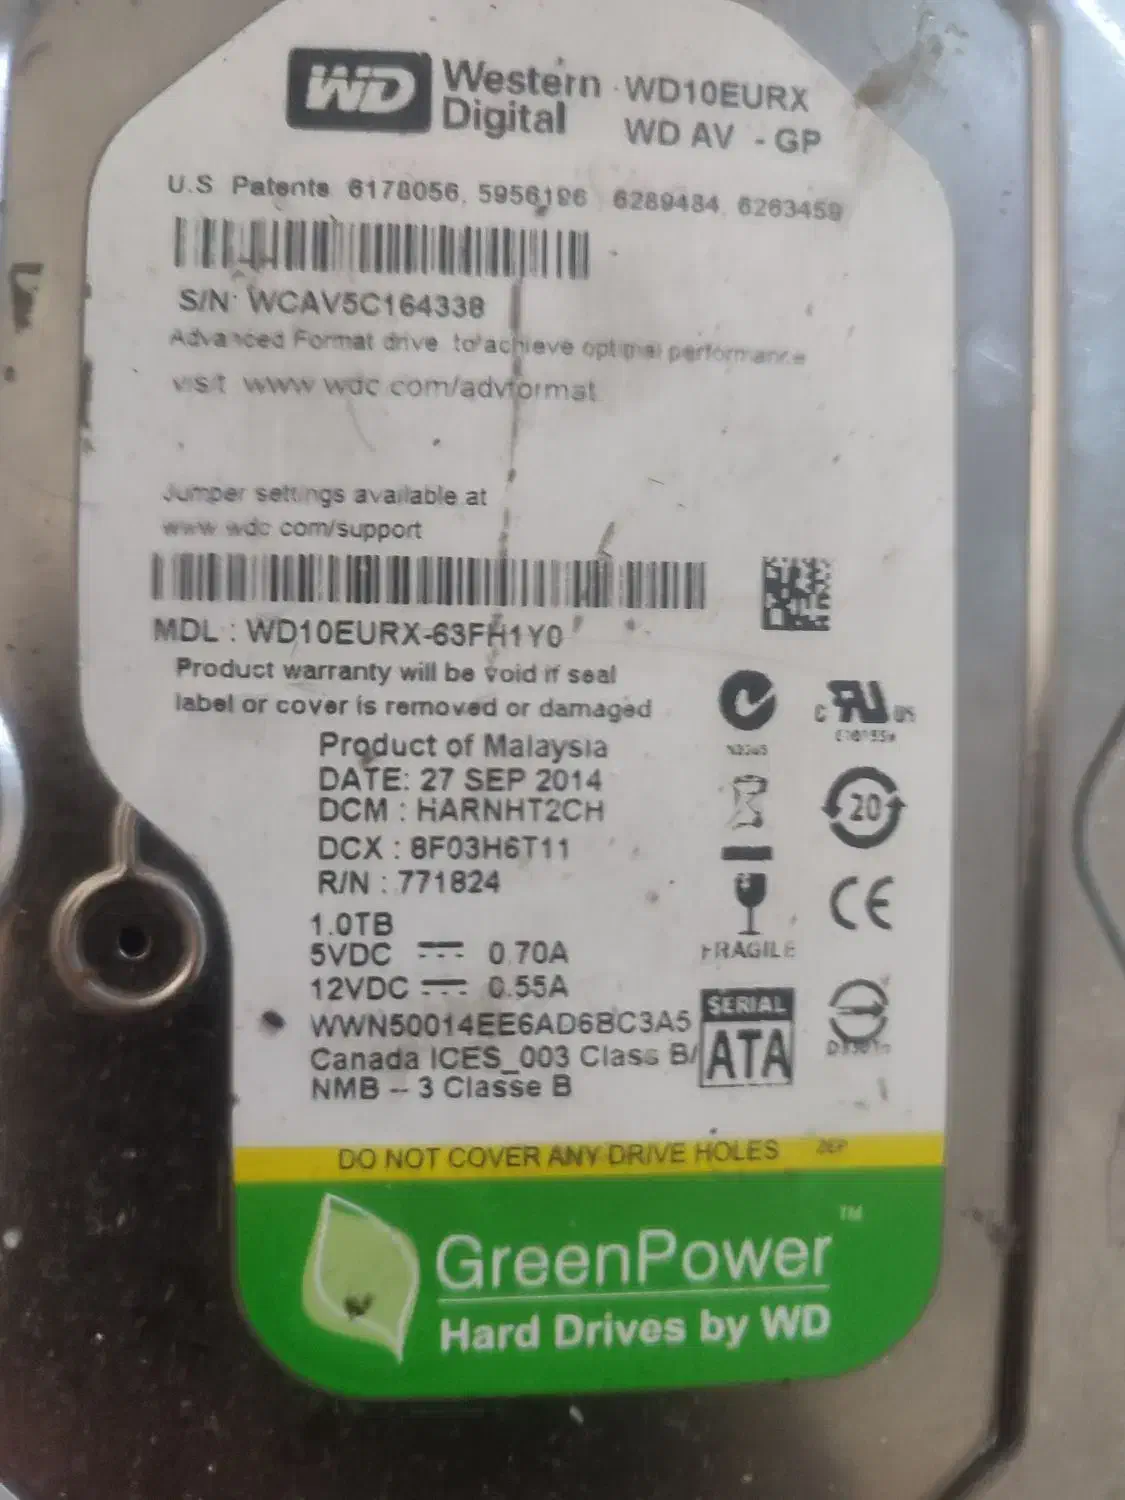 WD Western Digital WD10EURX
WD AV - GP
U.S Patents 6178056, 5956196 6289484, 6263459
S/N: WCAV5C164338
Advanced Format drive to achieve optimal performance
visit www wdc.com/advformat
Jumper settings available at
www.wdc com/support
MDL : WD10EURX-63FH1Y0
Product warranty will be void if seal
label or cover is removed or damaged
Product of Malaysia
DATE: 27 SEP 2014
DCM : HARNHT2CH
DCX : 8F03H6T11
R/N : 771824
1.0TB
5VDC 0.70A
12VDC 0.55A
WWN50014EE6AD6BC3A5
Canada ICES_003 Class B/
NMB -- 3 Classe B
C RU US
20
CE
FRAGILE
SERIAL
ATA
DO NOT COVER ANY DRIVE HOLES
GreenPower™
Hard Drives by WD